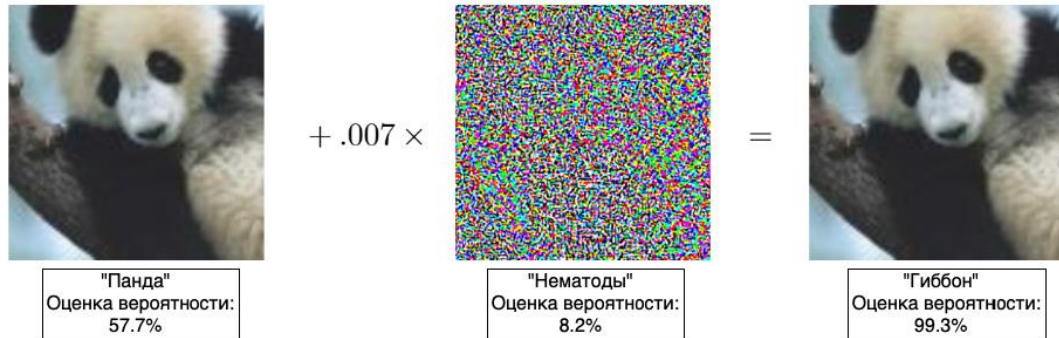 + .007 ×
=
"Панда"
Оценка вероятности:
57.7%
"Нематоды"
Оценка вероятности:
8.2%
"Гиббон"
Оценка вероятности:
99.3%